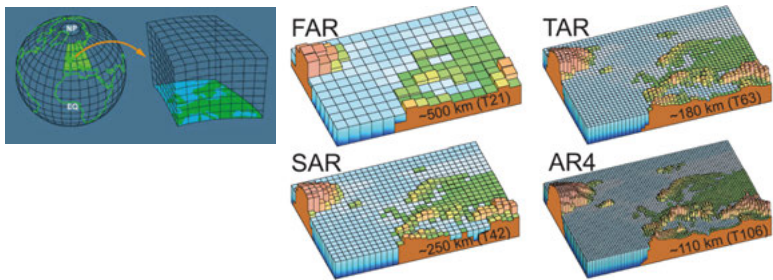 NP
EQ
FAR
~500 km (T21)
TAR
~180 km (T63)
SAR
~250 km (T42)
AR4
~110 km (T106)